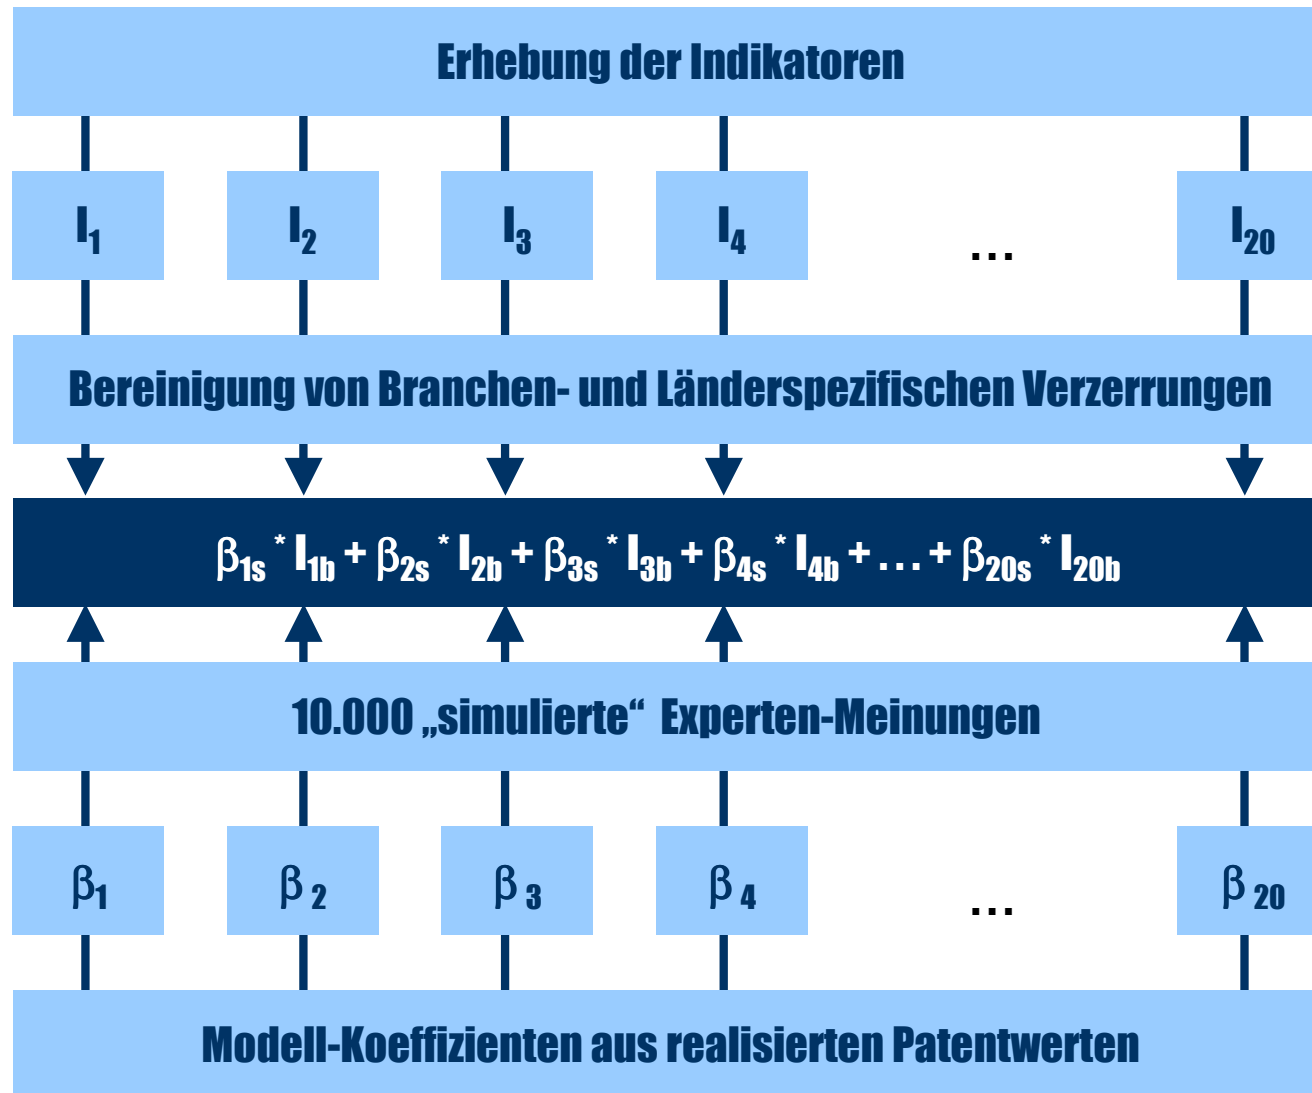 Erhebung der Indikatoren
I1 I2 I3 I4 ... I20
Bereinigung von Branchen- und Länderspezifischen Verzerrungen
β1s * I1b + β2s * I2b + β3s * I3b + β4s * I4b + ... + β20s * I20b
10.000 „simulierte“ Experten-Meinungen
β1 β 2 β 3 β 4 ... β 20
Modell-Koeffizienten aus realisierten Patentwerten